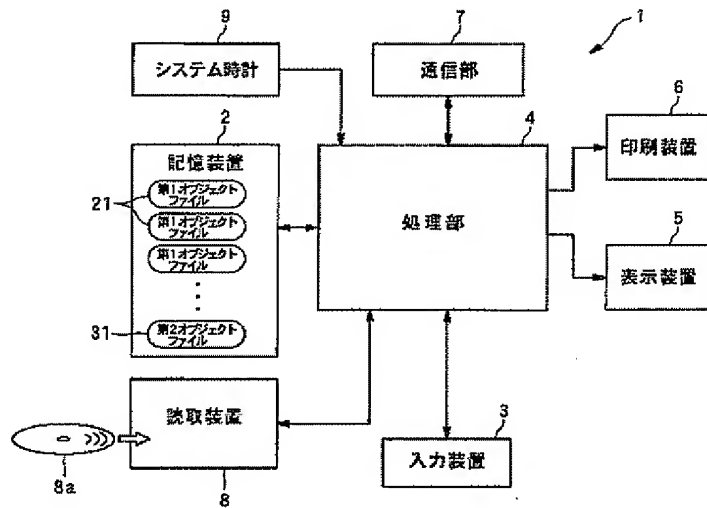 9
システム時計
7
通信部
1
2
記憶装置
21
第1オブジェクト
ファイル
第1オブジェクト
ファイル
第1オブジェクト
ファイル
31
第2オブジェクト
ファイル
4
処理部
6
印刷装置
5
表示装置
読取装置
8
8a
3
入力装置